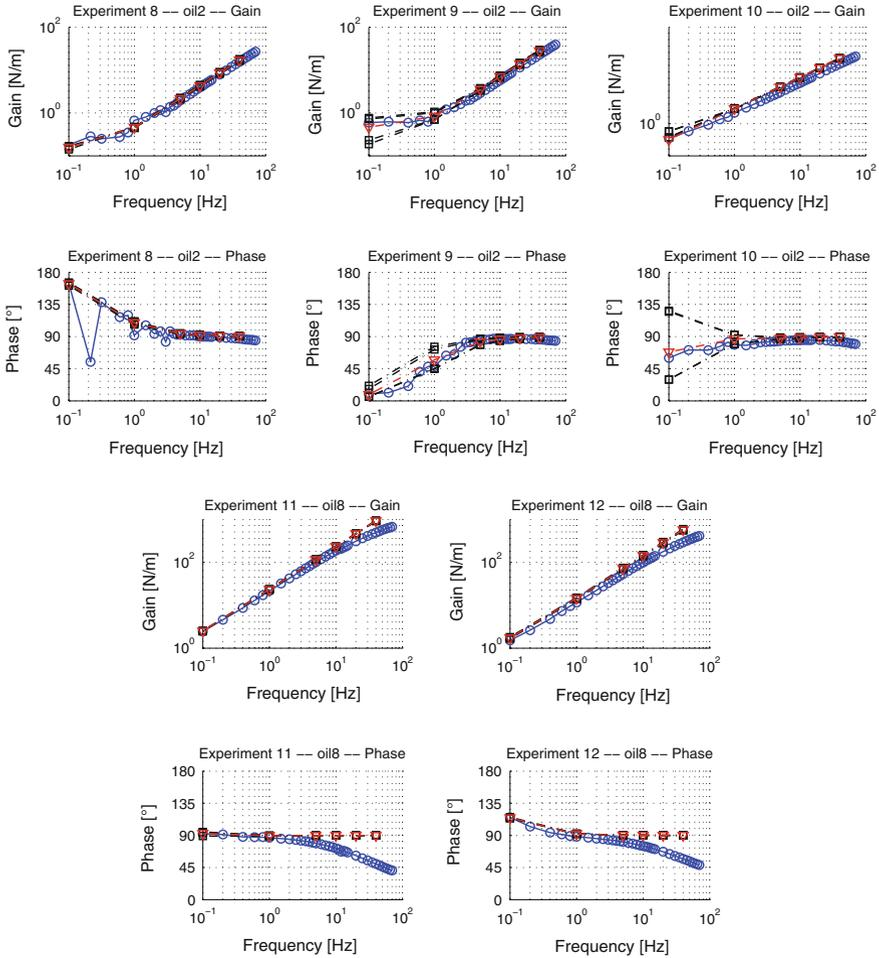 Experiment 8 −− oil2 −− Gain
Experiment 9 −− oil2 −− Gain
Experiment 10 −− oil2 −− Gain
Gain [N/m]
10²
10⁰
10⁻¹ 10⁰ 10¹ 10²
Frequency [Hz]
Gain [N/m]
10²
10⁰
10⁻¹ 10⁰ 10¹ 10²
Frequency [Hz]
Gain [N/m]
10⁰
10⁻¹ 10⁰ 10¹ 10²
Frequency [Hz]
Experiment 8 −− oil2 −− Phase
Experiment 9 −− oil2 −− Phase
Experiment 10 −− oil2 −− Phase
Phase [°]
180
135
90
45
0
10⁻¹ 10⁰ 10¹ 10²
Frequency [Hz]
Phase [°]
180
135
90
45
0
10⁻¹ 10⁰ 10¹ 10²
Frequency [Hz]
Phase [°]
180
135
90
45
0
10⁻¹ 10⁰ 10¹ 10²
Frequency [Hz]
Experiment 11 −− oil8 −− Gain
Experiment 12 −− oil8 −− Gain
Gain [N/m]
10²
10⁰
10⁻¹ 10⁰ 10¹ 10²
Frequency [Hz]
Gain [N/m]
10²
10⁰
10⁻¹ 10⁰ 10¹ 10²
Frequency [Hz]
Experiment 11 −− oil8 −− Phase
Experiment 12 −− oil8 −− Phase
Phase [°]
180
135
90
45
0
10⁻¹ 10⁰ 10¹ 10²
Frequency [Hz]
Phase [°]
180
135
90
45
0
10⁻¹ 10⁰ 10¹ 10²
Frequency [Hz]